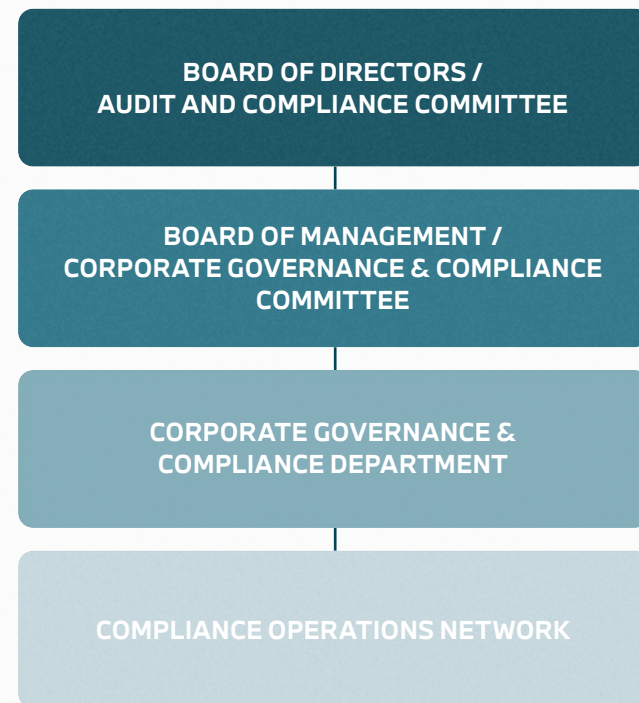 BOARD OF DIRECTORS /
AUDIT AND COMPLIANCE COMMITTEE
BOARD OF MANAGEMENT /
CORPORATE GOVERNANCE & COMPLIANCE
COMMITTEE
CORPORATE GOVERNANCE &
COMPLIANCE DEPARTMENT
COMPLIANCE OPERATIONS NETWORK